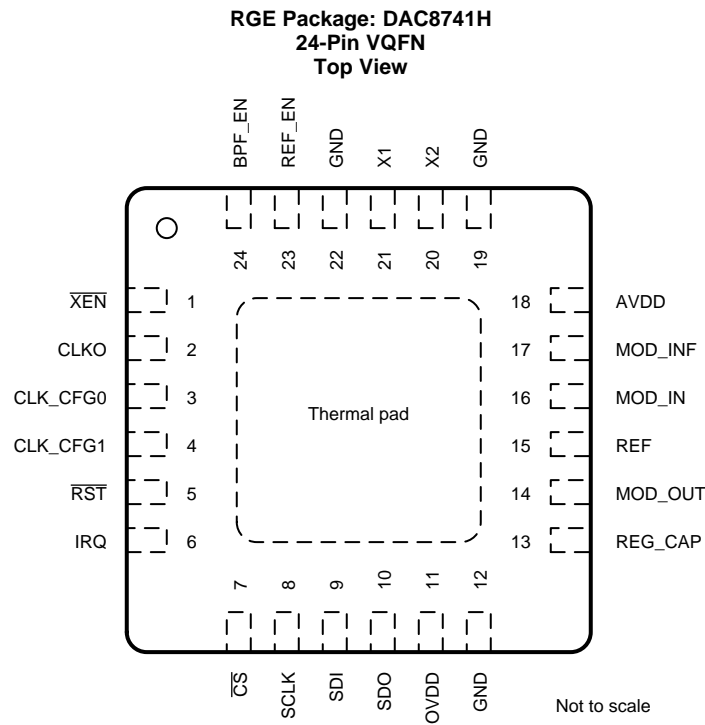 RGE Package: DAC8741H
24-Pin VQFN
Top View
BPF_EN
REF_EN
GND
X1
X2
GND
24
23
22
21
20
19
X̅E̅N̅ 1
CLKO 2
CLK_CFG0 3
CLK_CFG1 4
R̅S̅T̅ 5
IRQ 6
Thermal pad
18 AVDD
17 MOD_INF
16 MOD_IN
15 REF
14 MOD_OUT
13 REG_CAP
7
8
9
10
11
12
C̅S̅
SCLK
SDI
SDO
OVDD
GND
Not to scale